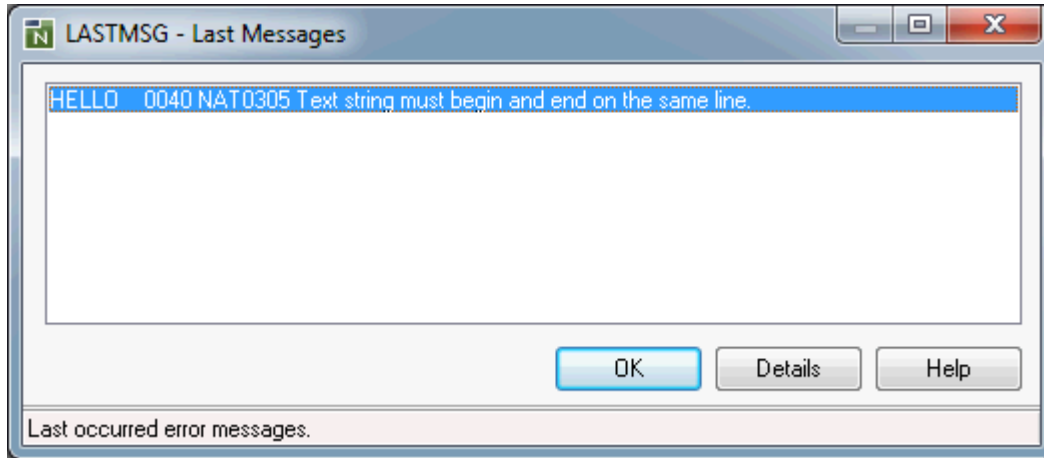 LASTMSG - Last Messages
HELLO 0040 NAT0305 Text string must begin and end on the same line.
OK Details Help
Last occurred error messages.